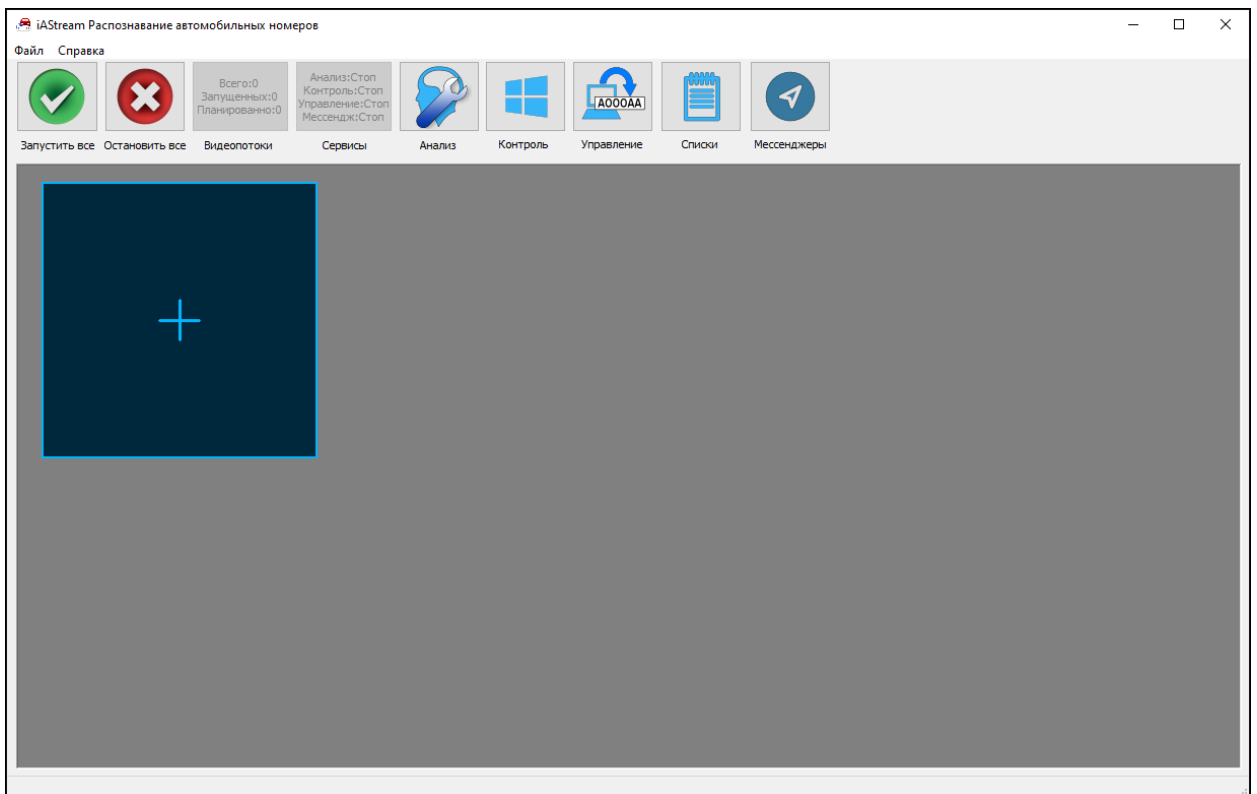 iAStream Распознавание автомобильных номеров
Файл Справка
Всего:0
Запущенных:0
Планированно:0
Анализ:Стоп
Контроль:Стоп
Управление:Стоп
Мессендж:Стоп
AOOOAA
Запустить все Остановить все Видеопотоки Сервисы Анализ Контроль Управление Списки Мессенджеры